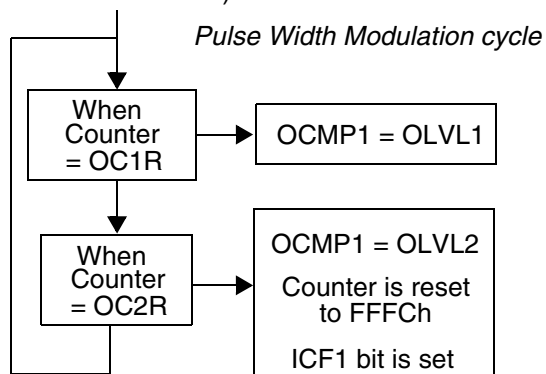 Pulse Width Modulation cycle
When
Counter
= OC1R
OCMP1 = OLVL1
When
Counter
= OC2R
OCMP1 = OLVL2
Counter is reset
to FFFCh
ICF1 bit is set